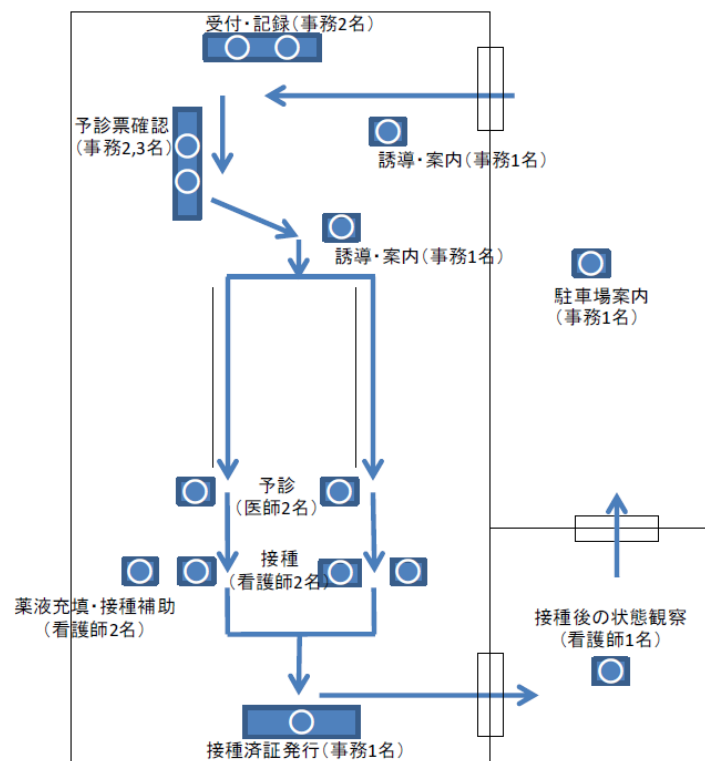 受付・記録(事務2名)
予診票確認
(事務2,3名)
誘導・案内(事務1名)
誘導・案内(事務1名)
駐車場案内
(事務1名)
予診
(医師2名)
接種
(看護師2名)
薬液充填・接種補助
(看護師2名)
接種後の状態観察
(看護師1名)
接種済証発行(事務1名)